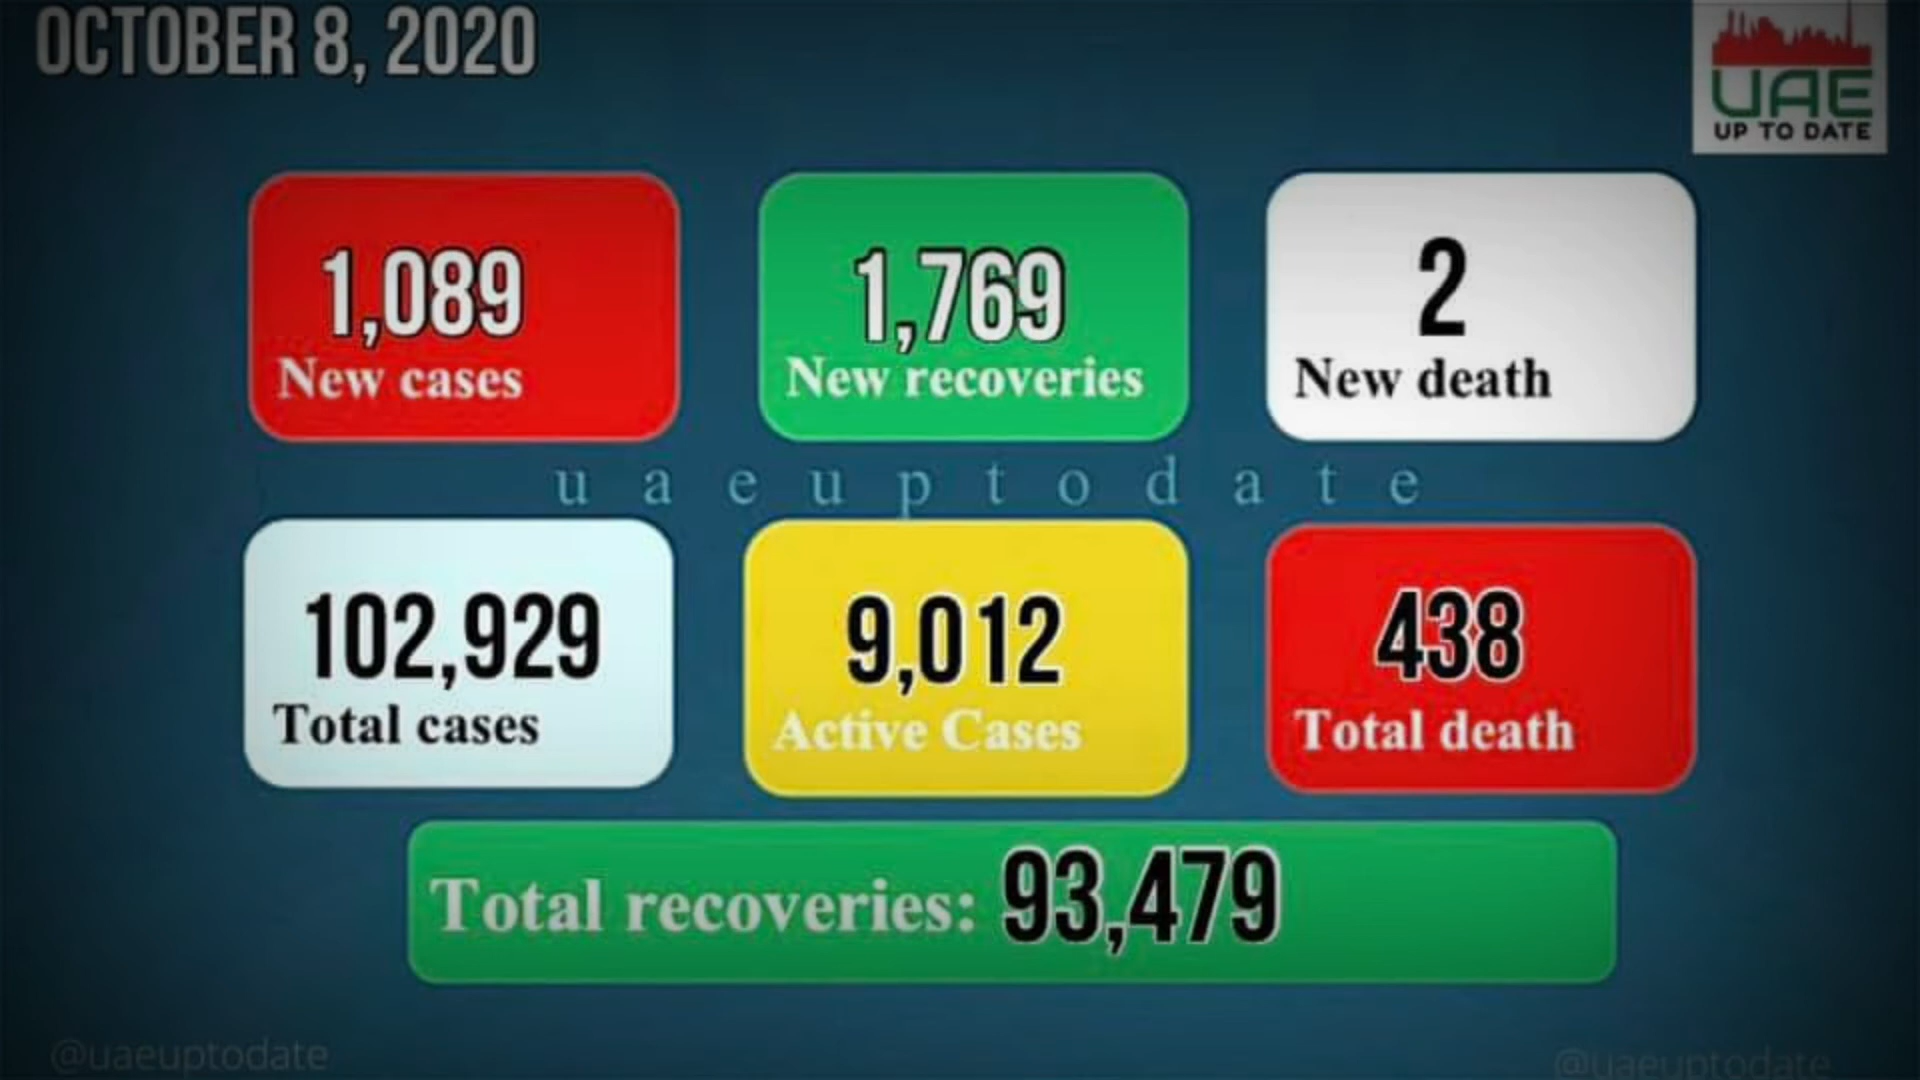 OCTOBER 8, 2020
UAE
UP TO DATE
1,089
New cases
1,769
New recoveries
2
New death
uaeuptodate
102,929
Total cases
9,012
Active Cases
438
Total death
Total recoveries: 93,479
@uaeuptodate
@uaeuptodate